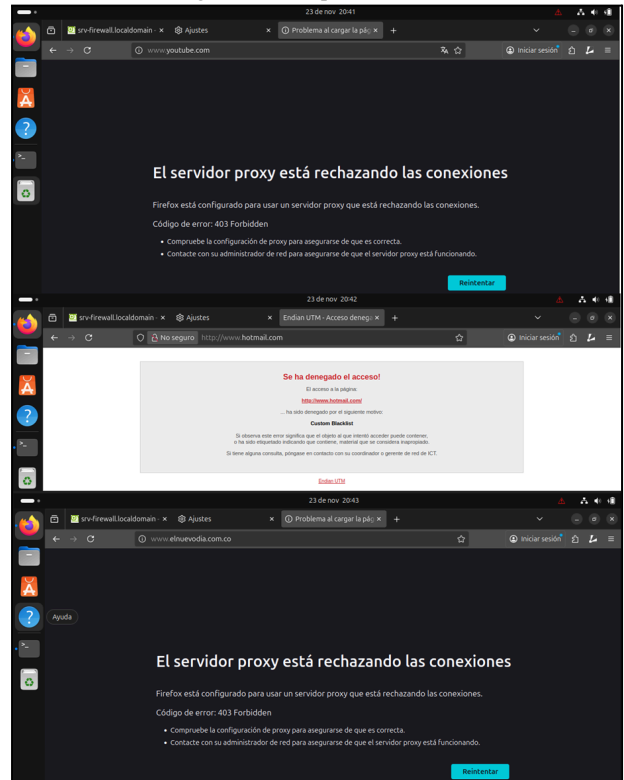 23 de nov 20:41
srv-firewall.localdomain - × Ajustes × Problema al cargar la pág × +
www.youtube.com Iniciar sesión
El servidor proxy está rechazando las conexiones
Firefox está configurado para usar un servidor proxy que está rechazando las conexiones.
Código de error: 403 Forbidden
• Compruebe la configuración de proxy para asegurarse de que es correcta.
• Contacte con su administrador de red para asegurarse de que el servidor proxy está funcionando.
Reintentar
23 de nov 20:42
srv-firewall.localdomain - × Ajustes × Endian UTM - Acceso deneg × +
No seguro http://www.hotmail.com Iniciar sesión
Se ha denegado el acceso!
El acceso a la página:
http://www.hotmail.com/
... ha sido denegado por el siguiente motivo:
Custom Blacklist
Si observa este error significa que el objeto al que intentó acceder puede contener,
o ha sido etiquetado indicando que contiene, material que se considera inapropiado.
Si tiene alguna consulta, póngase en contacto con su coordinador o gerente de red de ICT.
Endian UTM
23 de nov 20:43
srv-firewall.localdomain - × Ajustes × Problema al cargar la pág × +
www.elnuevodia.com.co Iniciar sesión
Ayuda
El servidor proxy está rechazando las conexiones
Firefox está configurado para usar un servidor proxy que está rechazando las conexiones.
Código de error: 403 Forbidden
• Compruebe la configuración de proxy para asegurarse de que es correcta.
• Contacte con su administrador de red para asegurarse de que el servidor proxy está funcionando.
Reintentar